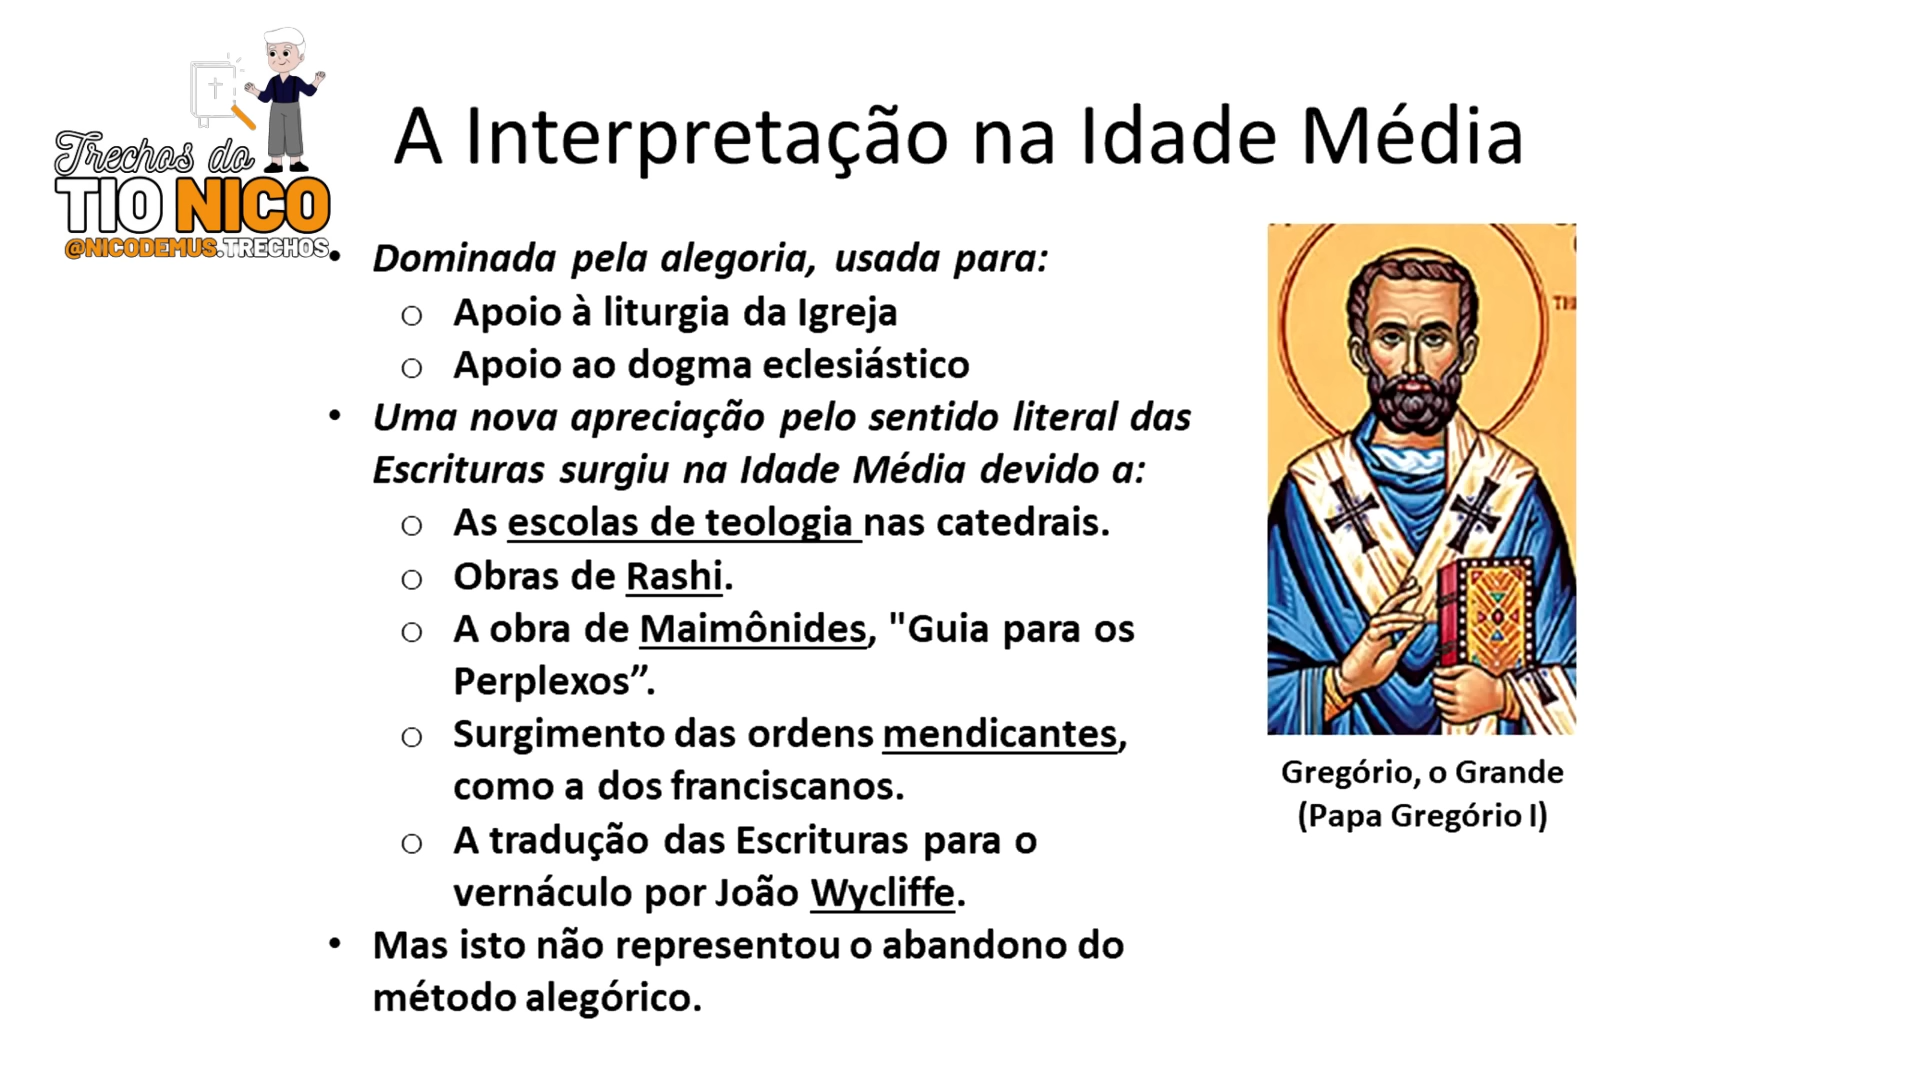 Trechos do
TIO NICO
@NICODEMUS.TRECHOS
A Interpretação na Idade Média
• Dominada pela alegoria, usada para:
o Apoio à liturgia da Igreja
o Apoio ao dogma eclesiástico
• Uma nova apreciação pelo sentido literal das
Escrituras surgiu na Idade Média devido a:
o As escolas de teologia nas catedrais.
o Obras de Rashi.
o A obra de Maimônides, "Guia para os
Perplexos”.
o Surgimento das ordens mendicantes,
como a dos franciscanos.
o A tradução das Escrituras para o
vernáculo por João Wycliffe.
• Mas isto não representou o abandono do
método alegórico.
Gregório, o Grande
(Papa Gregório I)